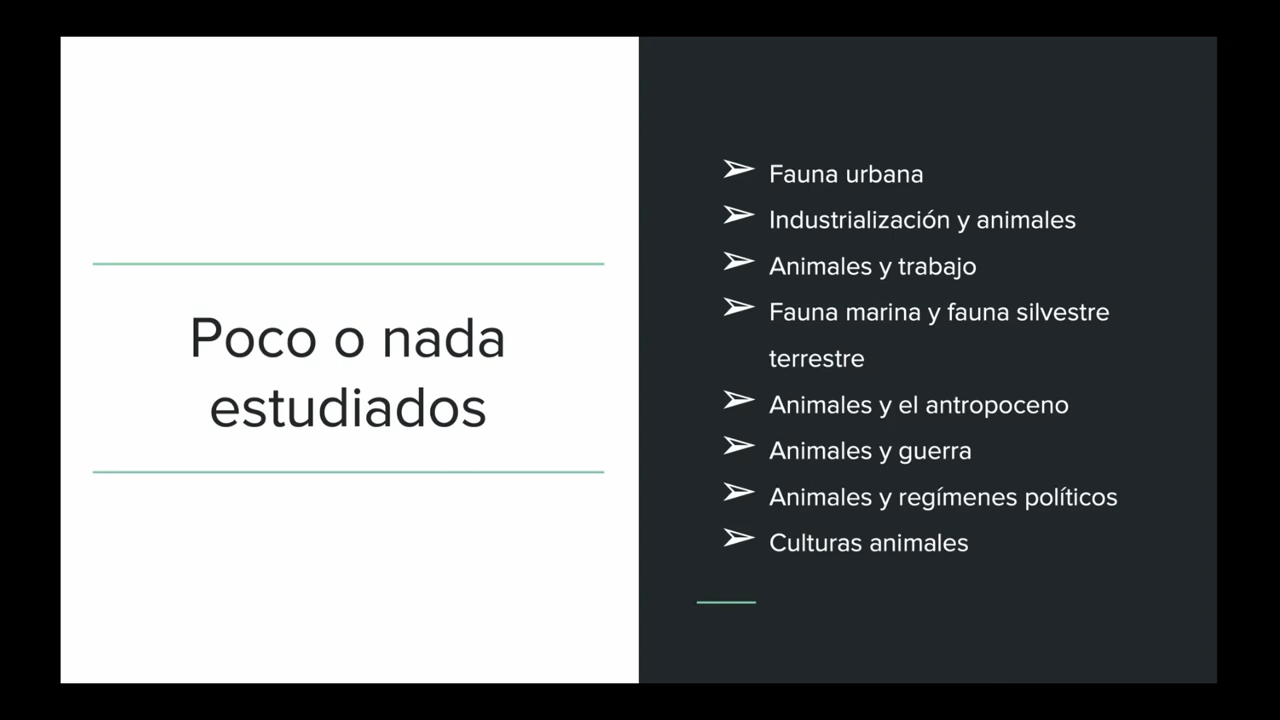 Poco o nada
estudiados
➢ Fauna urbana
➢ Industrialización y animales
➢ Animales y trabajo
➢ Fauna marina y fauna silvestre
terrestre
➢ Animales y el antropoceno
➢ Animales y guerra
➢ Animales y regímenes políticos
➢ Culturas animales